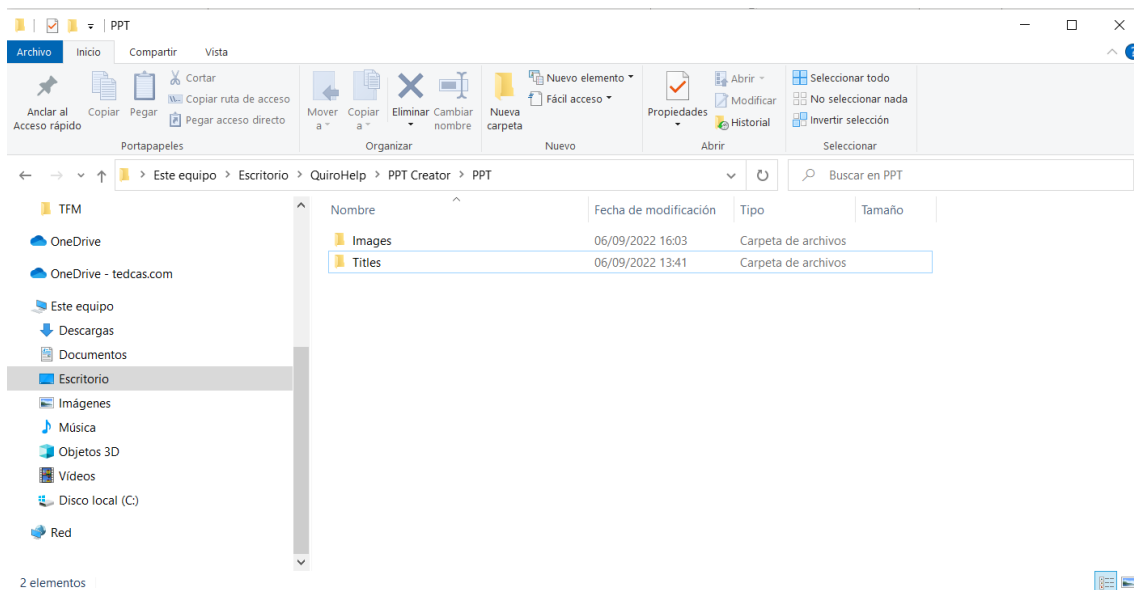 PPT
Archivo Inicio Compartir Vista
Anclar al Acceso rápido
Copiar
Pegar
Cortar
Copiar ruta de acceso
Pegar acceso directo
Portapapeles
Mover a
Copiar a
Eliminar
Cambiar nombre
Organizar
Nueva carpeta
Nuevo elemento
Fácil acceso
Nuevo
Propiedades
Abrir
Modificar
Historial
Abrir
Seleccionar todo
No seleccionar nada
Invertir selección
Seleccionar
Este equipo > Escritorio > QuiroHelp > PPT Creator > PPT
Buscar en PPT
TFM
OneDrive
OneDrive - tedcas.com
Este equipo
Descargas
Documentos
Escritorio
Imágenes
Música
Objetos 3D
Vídeos
Disco local (C:)
Red
Nombre Fecha de modificación Tipo Tamaño
Images 06/09/2022 16:03 Carpeta de archivos
Titles 06/09/2022 13:41 Carpeta de archivos
2 elementos